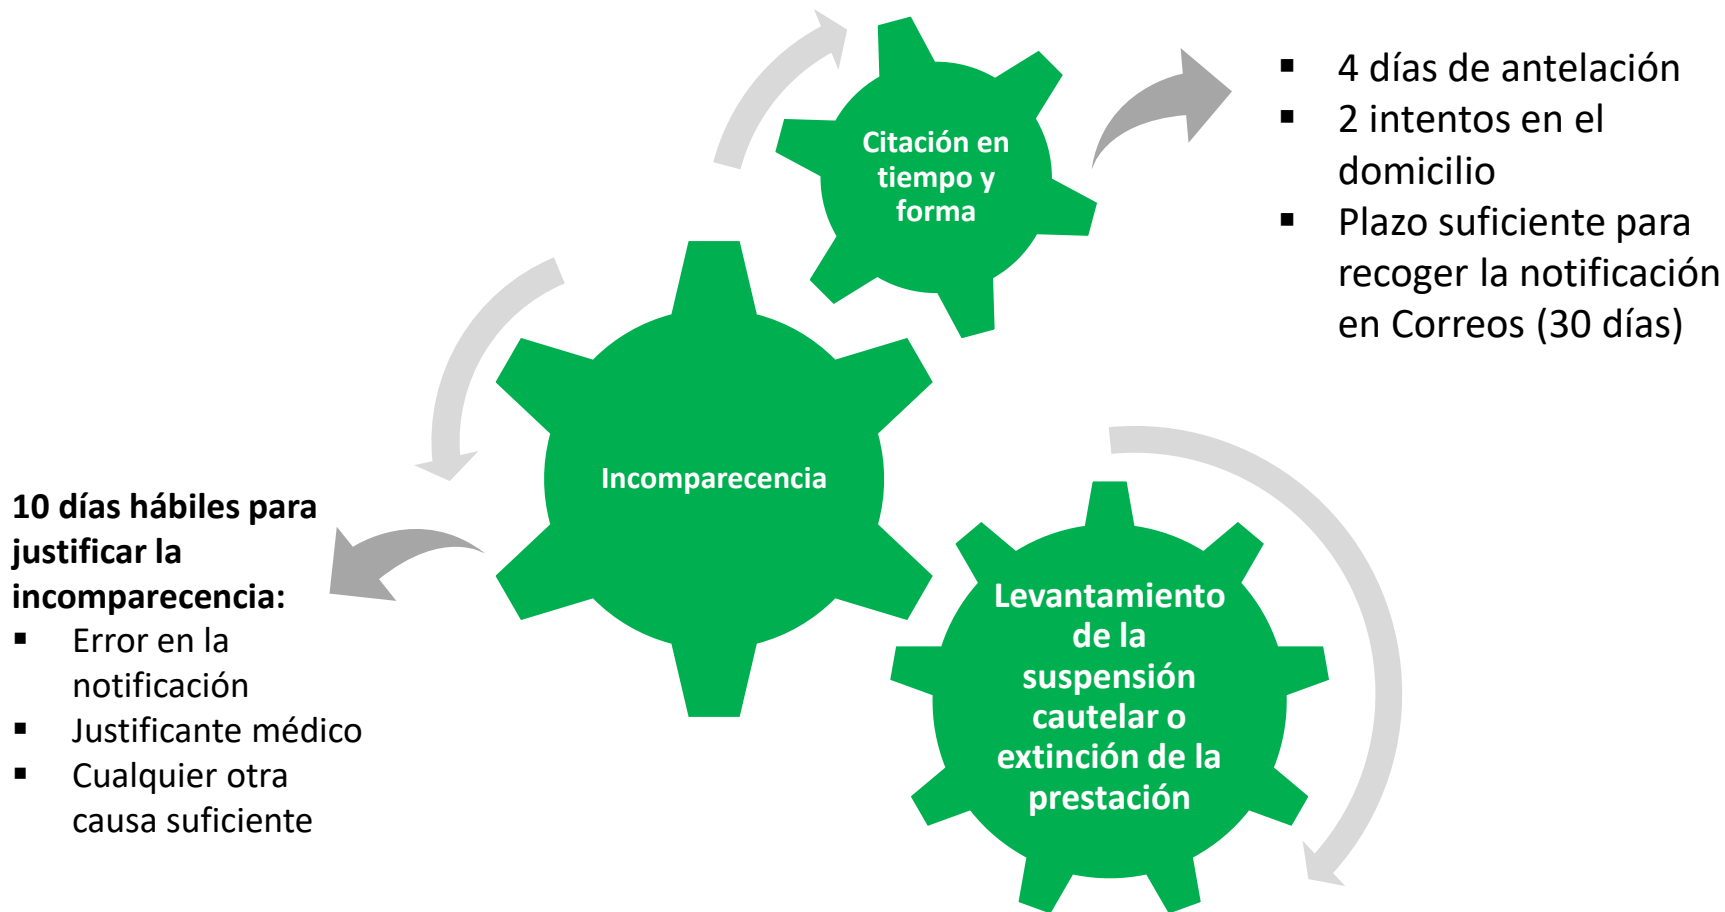 Citación en
tiempo y
forma
▪ 4 días de antelación
▪ 2 intentos en el
domicilio
▪ Plazo suficiente para
recoger la notificación
en Correos (30 días)
Incomparecencia
10 días hábiles para
justificar la
incomparecencia:
▪ Error en la
notificación
▪ Justificante médico
▪ Cualquier otra
causa suficiente
Levantamiento
de la
suspensión
cautelar o
extinción de la
prestación